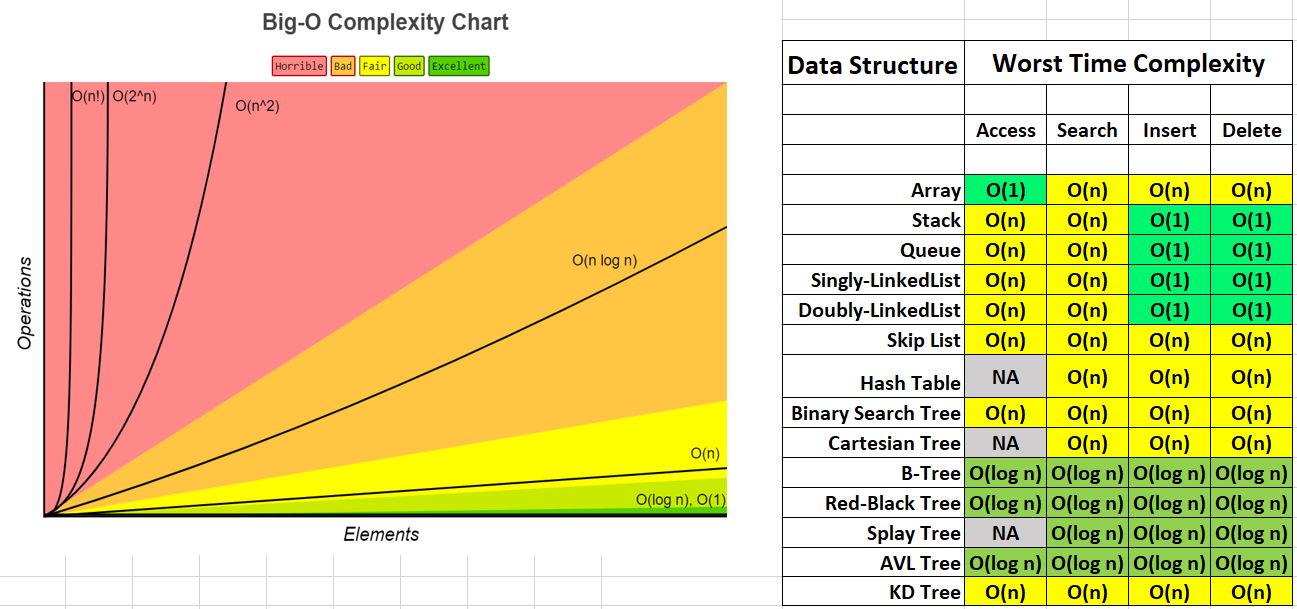 Big-O Complexity Chart
Horrible Bad Fair Good Excellent
O(n!) O(2^n)
O(n^2)
O(n log n)
O(n)
O(log n), O(1)
Operations
Elements
Data Structure Worst Time Complexity
Access Search Insert Delete
Array O(1) O(n) O(n) O(n)
Stack O(n) O(n) O(1) O(1)
Queue O(n) O(n) O(1) O(1)
Singly-LinkedList O(n) O(n) O(1) O(1)
Doubly-LinkedList O(n) O(n) O(1) O(1)
Skip List O(n) O(n) O(n) O(n)
Hash Table NA O(n) O(n) O(n)
Binary Search Tree O(n) O(n) O(n) O(n)
Cartesian Tree NA O(n) O(n) O(n)
B-Tree O(log n) O(log n) O(log n) O(log n)
Red-Black Tree O(log n) O(log n) O(log n) O(log n)
Splay Tree NA O(log n) O(log n) O(log n)
AVL Tree O(log n) O(log n) O(log n) O(log n)
KD Tree O(n) O(n) O(n) O(n)